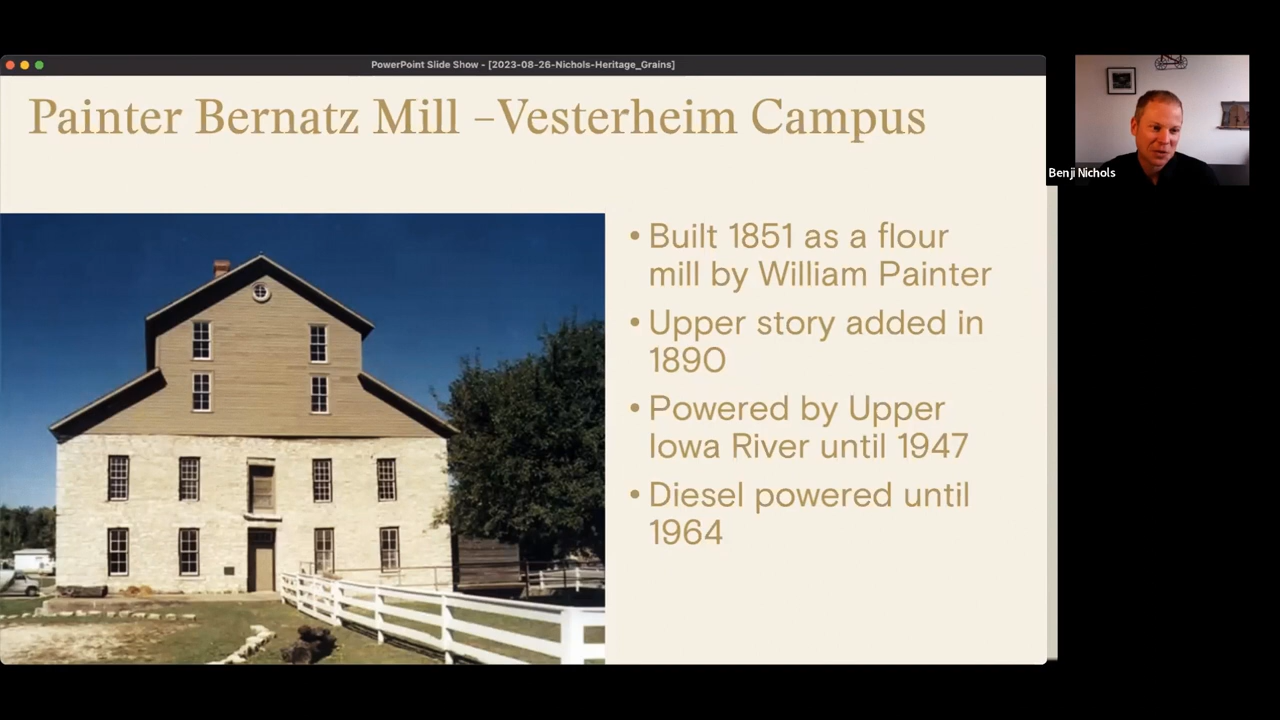 PowerPoint Slide Show - [2023-08-26-Nichols-Heritage_Grains]
Painter Bernatz Mill –Vesterheim Campus
Benji Nichols
• Built 1851 as a flour
mill by William Painter
• Upper story added in
1890
• Powered by Upper
Iowa River until 1947
• Diesel powered until
1964